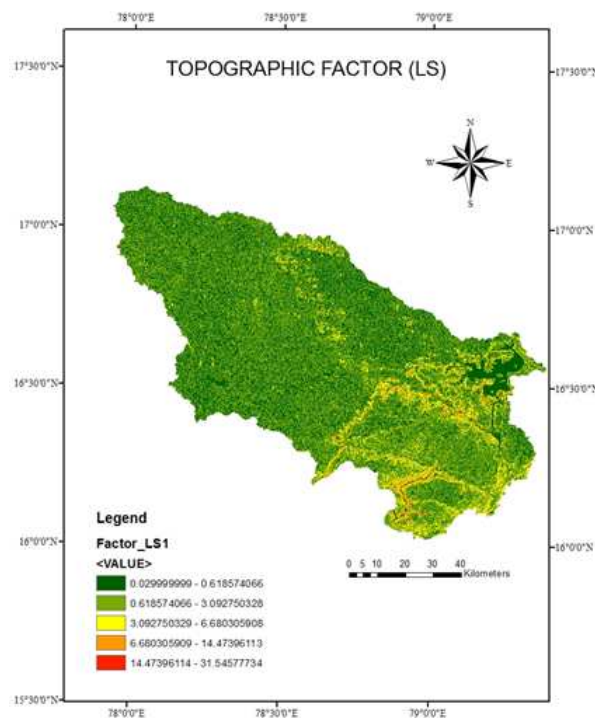 78°0'0"E 78°30'0"E 79°0'0"E
17°30'0"N 17°30'0"N
TOPOGRAPHIC FACTOR (LS)
N
W E
S
17°0'0"N 17°0'0"N
16°30'0"N 16°30'0"N
16°0'0"N 16°0'0"N
Legend
Factor_LS1
<VALUE>
0.029999999 - 0.618574066
0.618574066 - 3.092750328
3.092750329 - 6.680305908
6.680305909 - 14.47396113
14.47396114 - 31.54577734
0 5 10 20 30 40
Kilometers
15°30'0"N 15°30'0"N
78°0'0"E 78°30'0"E 79°0'0"E